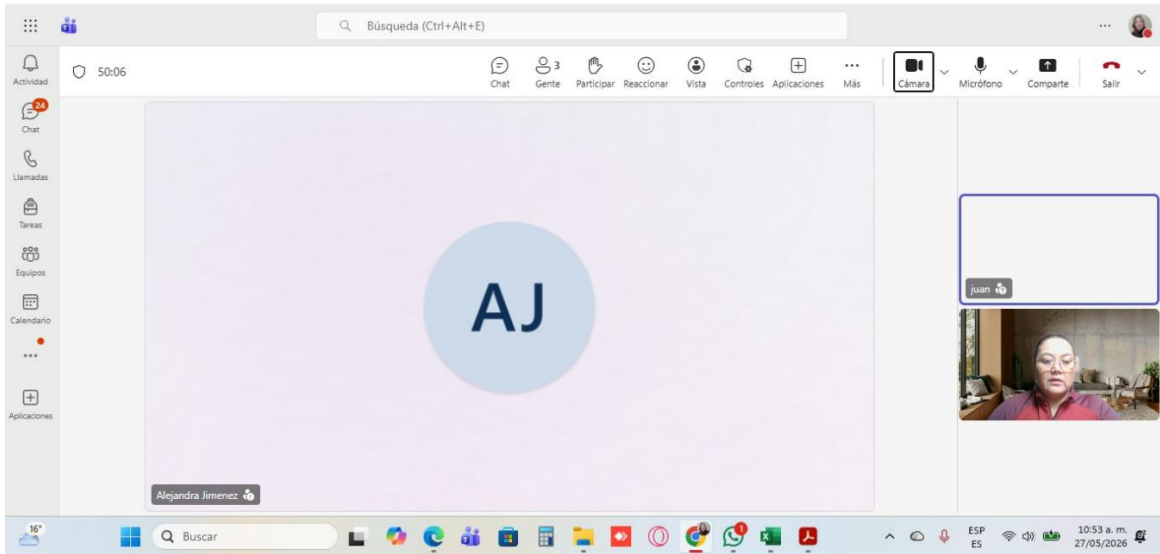 Búsqueda (Ctrl+Alt+E)
50:06
Chat
Gente
3
Participar
Reaccionar
Vista
Controles
Aplicaciones
Más
Cámara
Micrófono
Comparte
Salir
Actividad
24
Chat
Llamadas
Tareas
Equipos
Calendario
Aplicaciones
AJ
Alejandra Jimenez
juan
16°
Buscar
ESP
ES
10:53 a. m.
27/05/2026